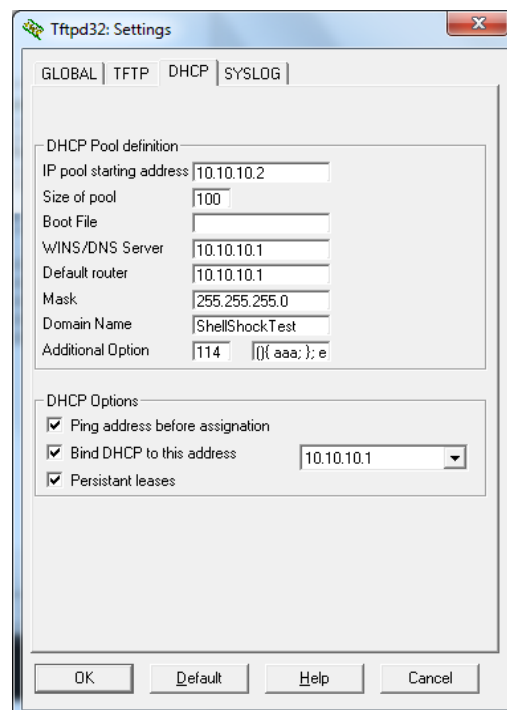 Tftpd32: Settings
GLOBAL TFTP DHCP SYSLOG
DHCP Pool definition
IP pool starting address 10.10.10.2
Size of pool 100
Boot File
WINS/DNS Server 10.10.10.1
Default router 10.10.10.1
Mask 255.255.255.0
Domain Name ShellShockTest
Additional Option 114 (){ aaa; }; e
DHCP Options
Ping address before assignation
Bind DHCP to this address 10.10.10.1
Persistant leases
OK Default Help Cancel